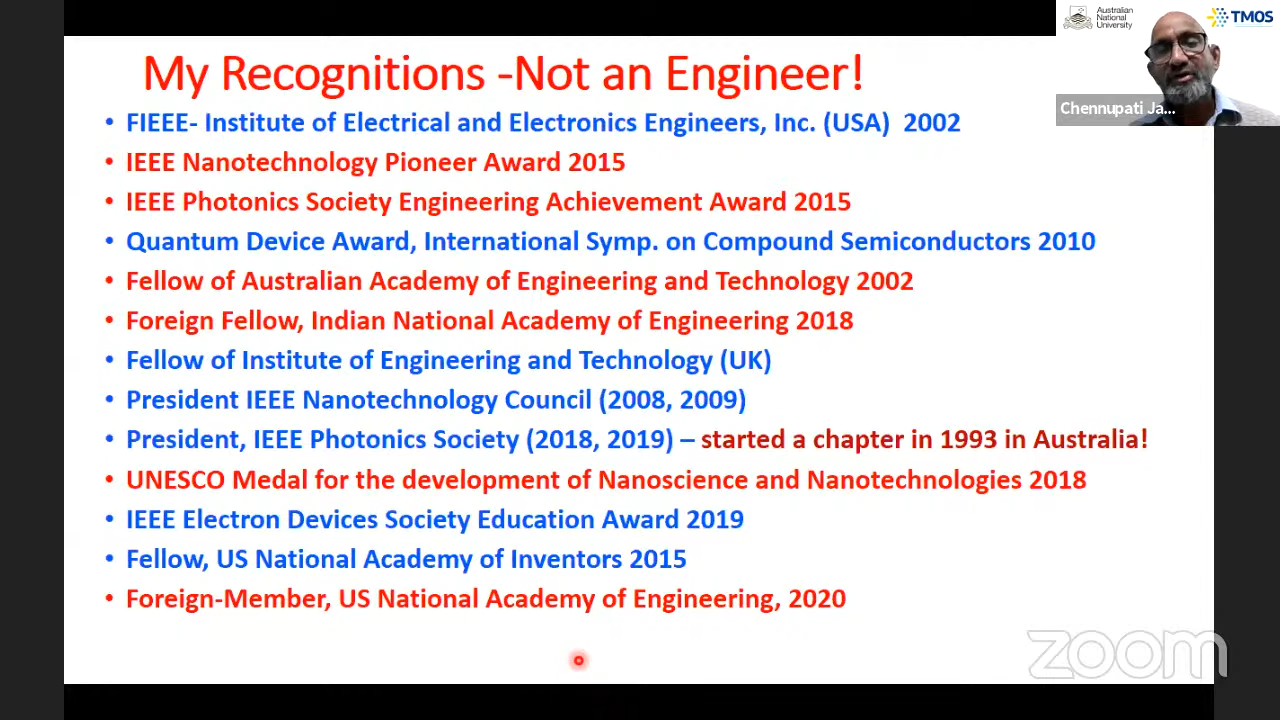 Australian
National
University
TMOS
Chennupati Ja...
My Recognitions -Not an Engineer!
• FIEEE- Institute of Electrical and Electronics Engineers, Inc. (USA) 2002
• IEEE Nanotechnology Pioneer Award 2015
• IEEE Photonics Society Engineering Achievement Award 2015
• Quantum Device Award, International Symp. on Compound Semiconductors 2010
• Fellow of Australian Academy of Engineering and Technology 2002
• Foreign Fellow, Indian National Academy of Engineering 2018
• Fellow of Institute of Engineering and Technology (UK)
• President IEEE Nanotechnology Council (2008, 2009)
• President, IEEE Photonics Society (2018, 2019) – started a chapter in 1993 in Australia!
• UNESCO Medal for the development of Nanoscience and Nanotechnologies 2018
• IEEE Electron Devices Society Education Award 2019
• Fellow, US National Academy of Inventors 2015
• Foreign-Member, US National Academy of Engineering, 2020
zoom